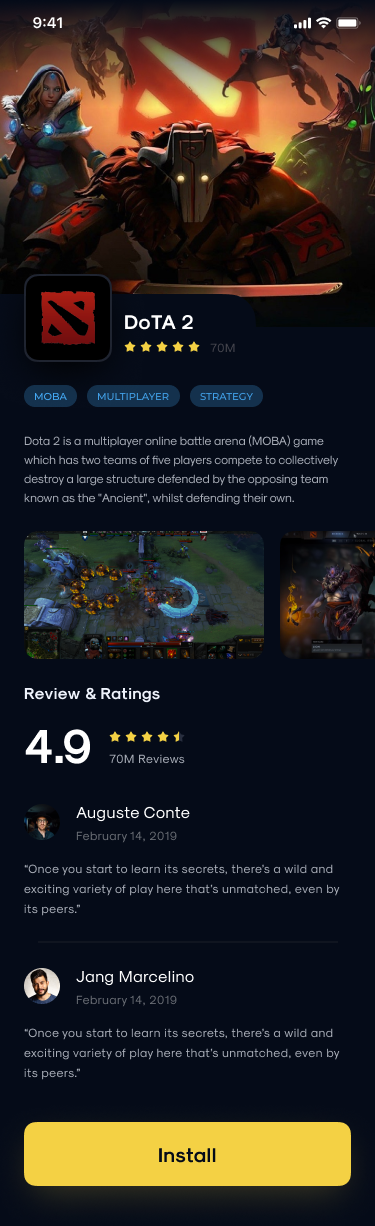 9:41
DoTA 2
70M
MOBA MULTIPLAYER STRATEGY
Dota 2 is a multiplayer online battle arena (MOBA) game
which has two teams of five players compete to collectively
destroy a large structure defended by the opposing team
known as the "Ancient", whilst defending their own.
Review & Ratings
4.9
70M Reviews
Auguste Conte
February 14, 2019
“Once you start to learn its secrets, there’s a wild and
exciting variety of play here that’s unmatched, even by
its peers.”
Jang Marcelino
February 14, 2019
“Once you start to learn its secrets, there’s a wild and
exciting variety of play here that’s unmatched, even by
its peers.”
Install